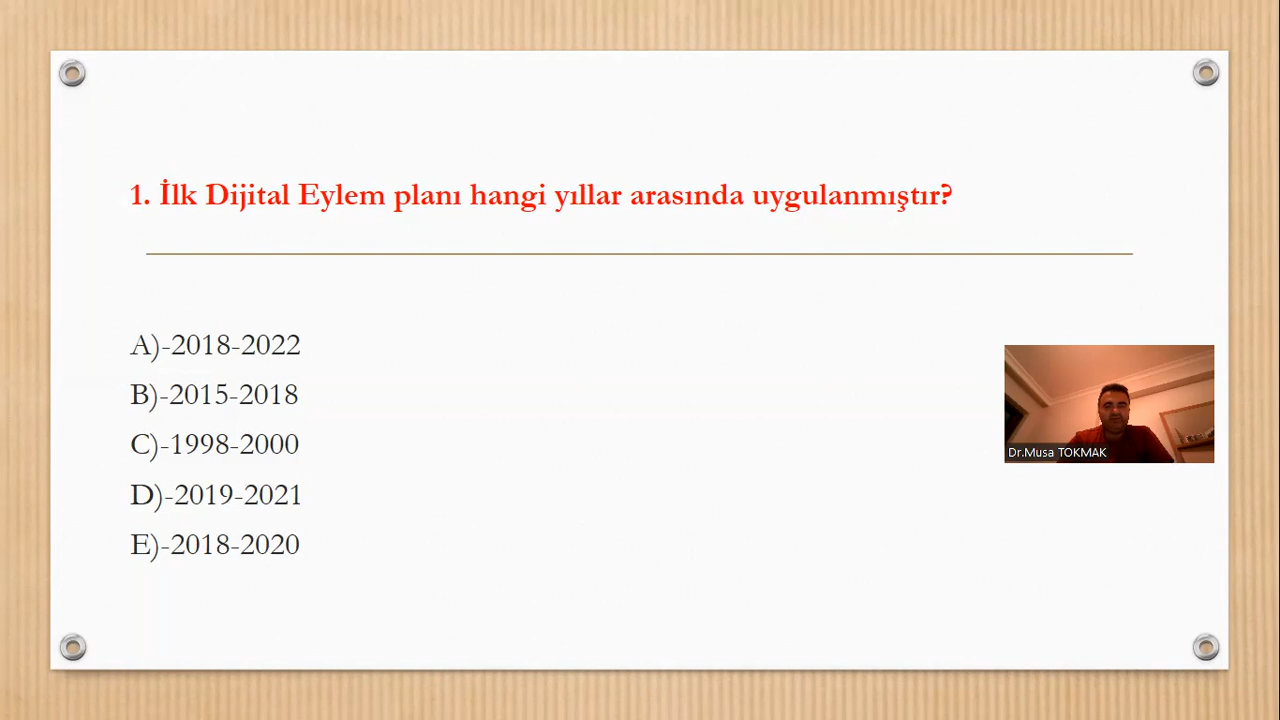 1. İlk Dijital Eylem planı hangi yıllar arasında uygulanmıştır?
A)-2018-2022
B)-2015-2018
C)-1998-2000
D)-2019-2021
E)-2018-2020
Dr.Musa TOKMAK